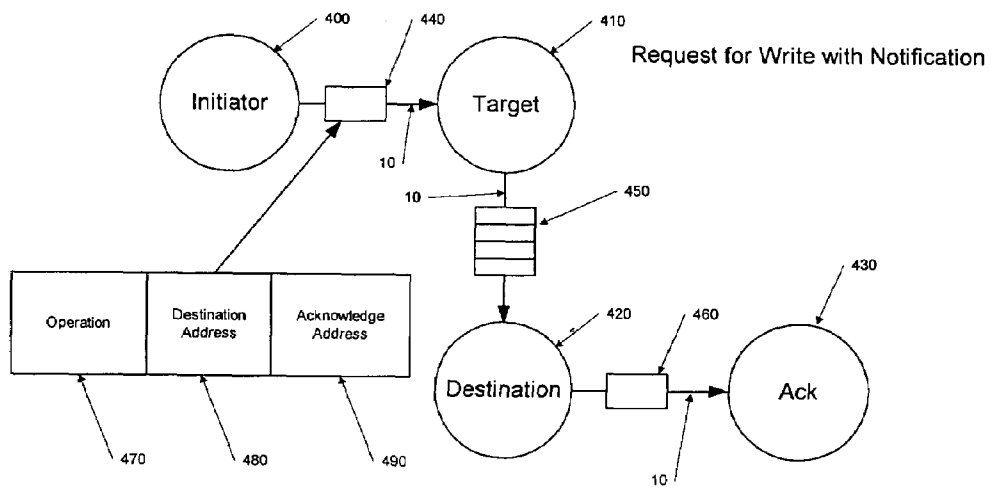 400
440
410
Request for Write with Notification
Initiator
Target
10
10
450
430
Operation
Destination
Address
Acknowledge
Address
420
460
Destination
Ack
470
480
490
10